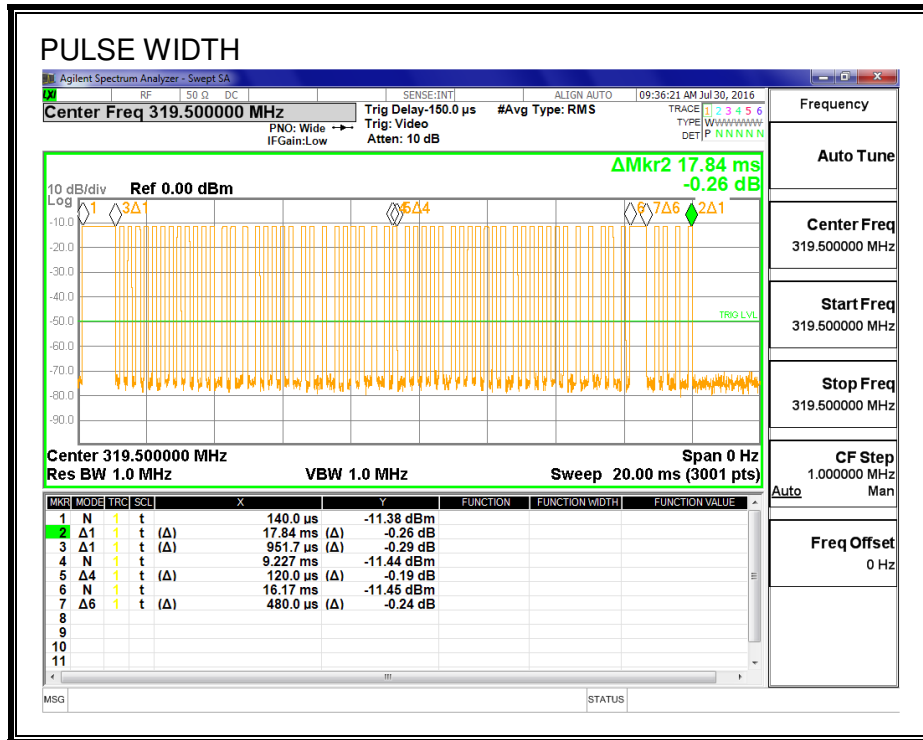 PULSE WIDTH
Agilent Spectrum Analyzer - Swept SA
LXI RF 50 Ω DC SENSE:INT ALIGN AUTO 09:36:21 AM Jul 30, 2016
Center Freq 319.500000 MHz
PNO: Wide
IFGain:Low
Trig Delay-150.0 µs
Trig: Video
Atten: 10 dB
#Avg Type: RMS
TRACE 1 2 3 4 5 6
TYPE WWWWWWW
DET P N N N N N
ΔMkr2 17.84 ms
-0.26 dB
10 dB/div Ref 0.00 dBm
Log
1 3Δ1 5Δ4 6 7Δ6 2Δ1
-10.0
-20.0
-30.0
-40.0
-50.0
TRIG LVL
-60.0
-70.0
-80.0
-90.0
Center 319.500000 MHz Span 0 Hz
Res BW 1.0 MHz VBW 1.0 MHz Sweep 20.00 ms (3001 pts)
MKR MODE TRC SCL X Y FUNCTION FUNCTION WIDTH FUNCTION VALUE
1 N 1 t 140.0 µs -11.38 dBm
2 Δ1 1 t (Δ) 17.84 ms (Δ) -0.26 dB
3 Δ1 1 t (Δ) 951.7 µs (Δ) -0.29 dB
4 N 1 t 9.227 ms -11.44 dBm
5 Δ4 1 t (Δ) 120.0 µs (Δ) -0.19 dB
6 N 1 t 16.17 ms -11.45 dBm
7 Δ6 1 t (Δ) 480.0 µs (Δ) -0.24 dB
8
9
10
11
MSG STATUS
Frequency
Auto Tune
Center Freq
319.500000 MHz
Start Freq
319.500000 MHz
Stop Freq
319.500000 MHz
CF Step
1.000000 MHz
Auto Man
Freq Offset
0 Hz